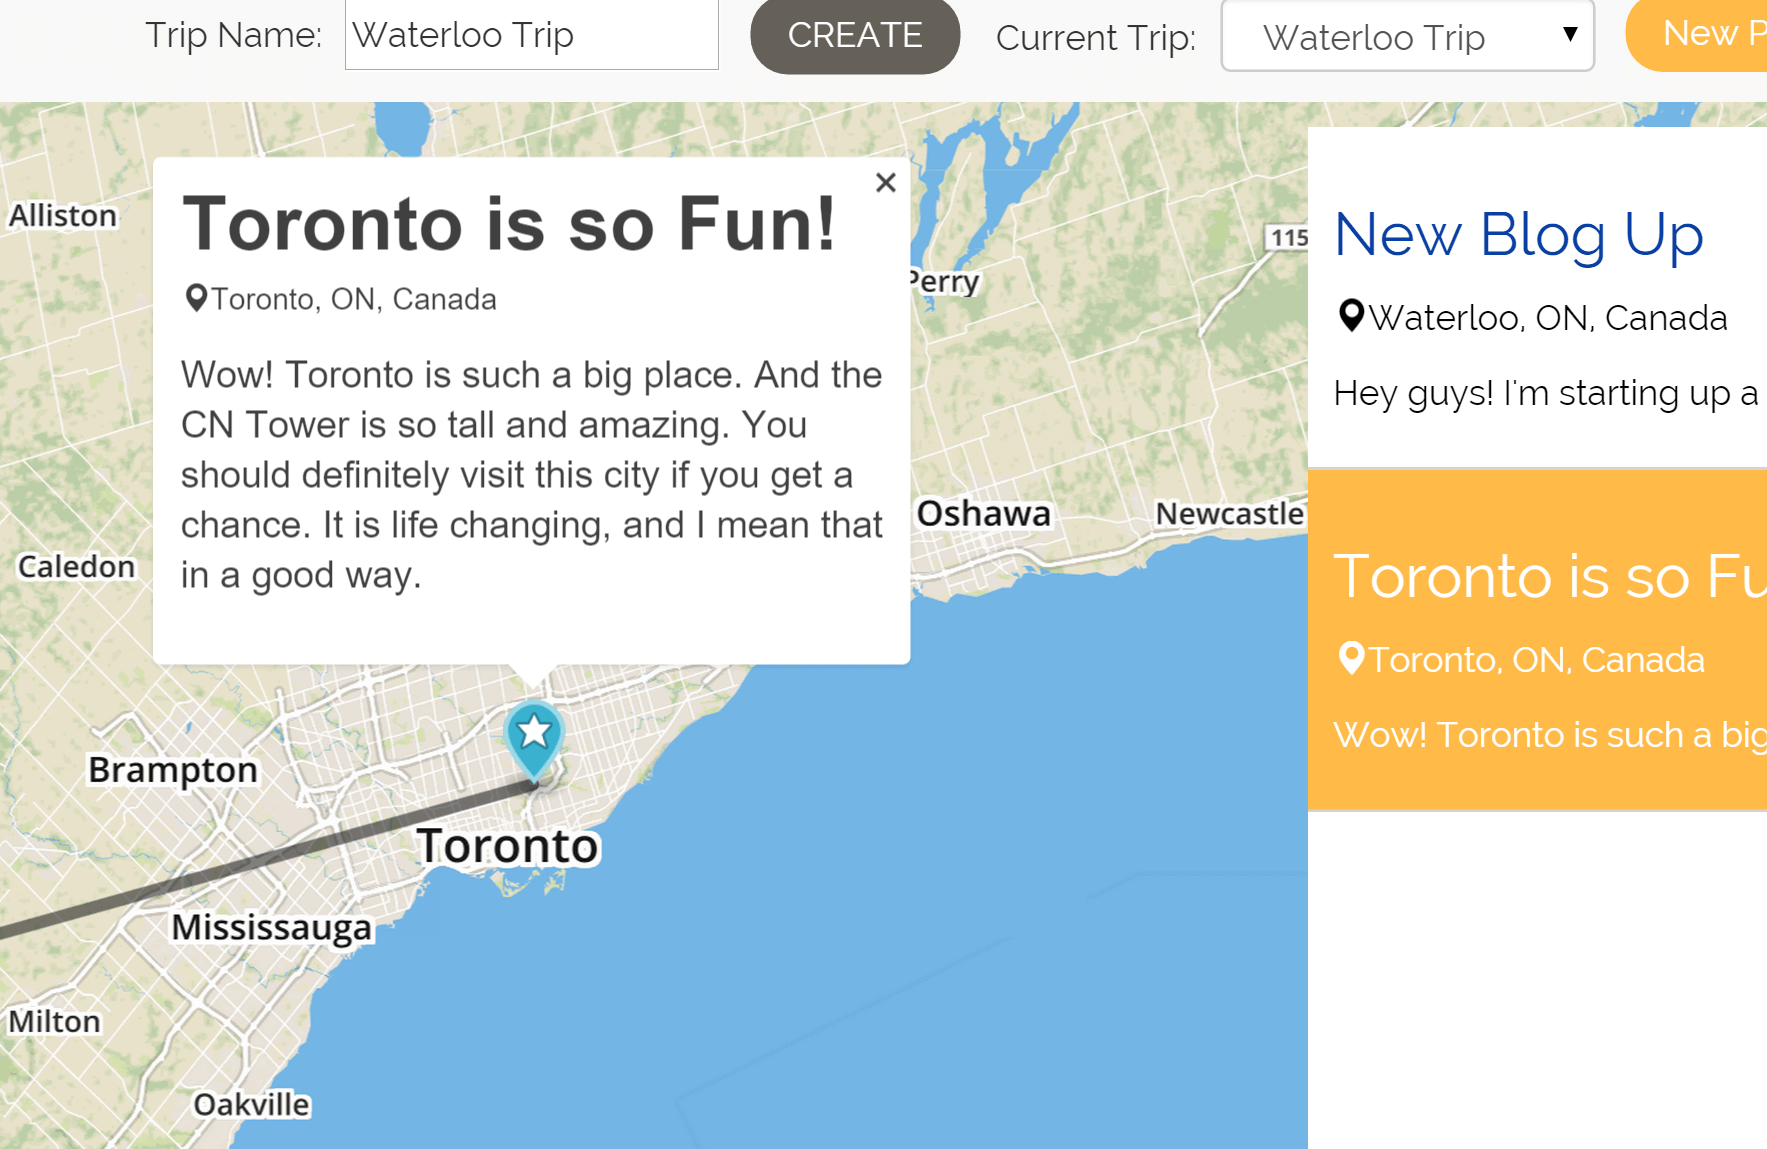 Trip Name: Waterloo Trip CREATE Current Trip: Waterloo Trip New P
Alliston
Toronto is so Fun!
Toronto, ON, Canada
Wow! Toronto is such a big place. And the
CN Tower is so tall and amazing. You
should definitely visit this city if you get a
chance. It is life changing, and I mean that
in a good way.
Perry
115
Oshawa
Newcastle
Caledon
Brampton
Toronto
Mississauga
Milton
Oakville
New Blog Up
Waterloo, ON, Canada
Hey guys! I'm starting up a
Toronto is so Fu
Toronto, ON, Canada
Wow! Toronto is such a big